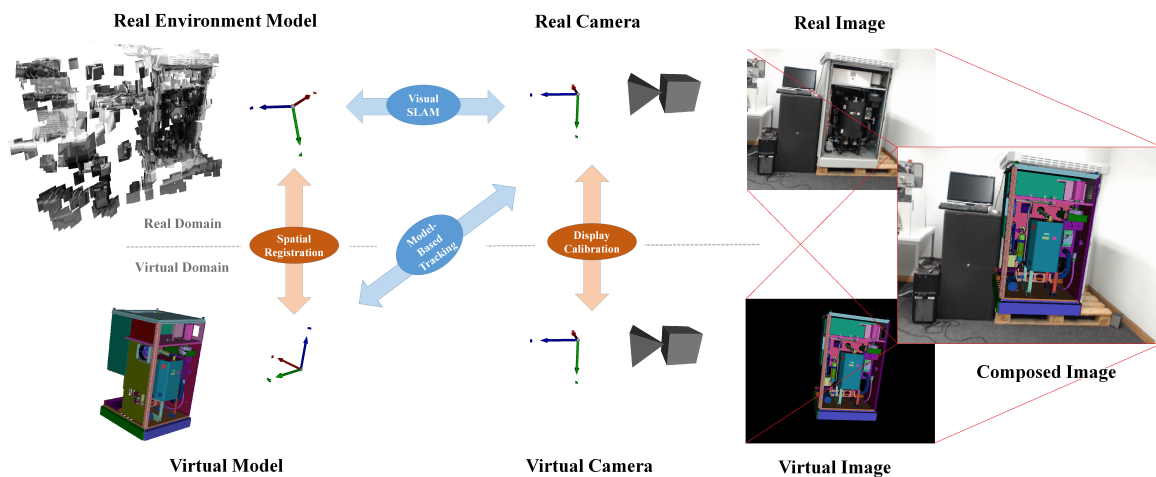 Real Environment Model
Real Camera
Real Image
Visual
SLAM
Real Domain
Spatial
Registration
Model-
Based
Tracking
Display
Calibration
Virtual Domain
Composed Image
Virtual Model
Virtual Camera
Virtual Image